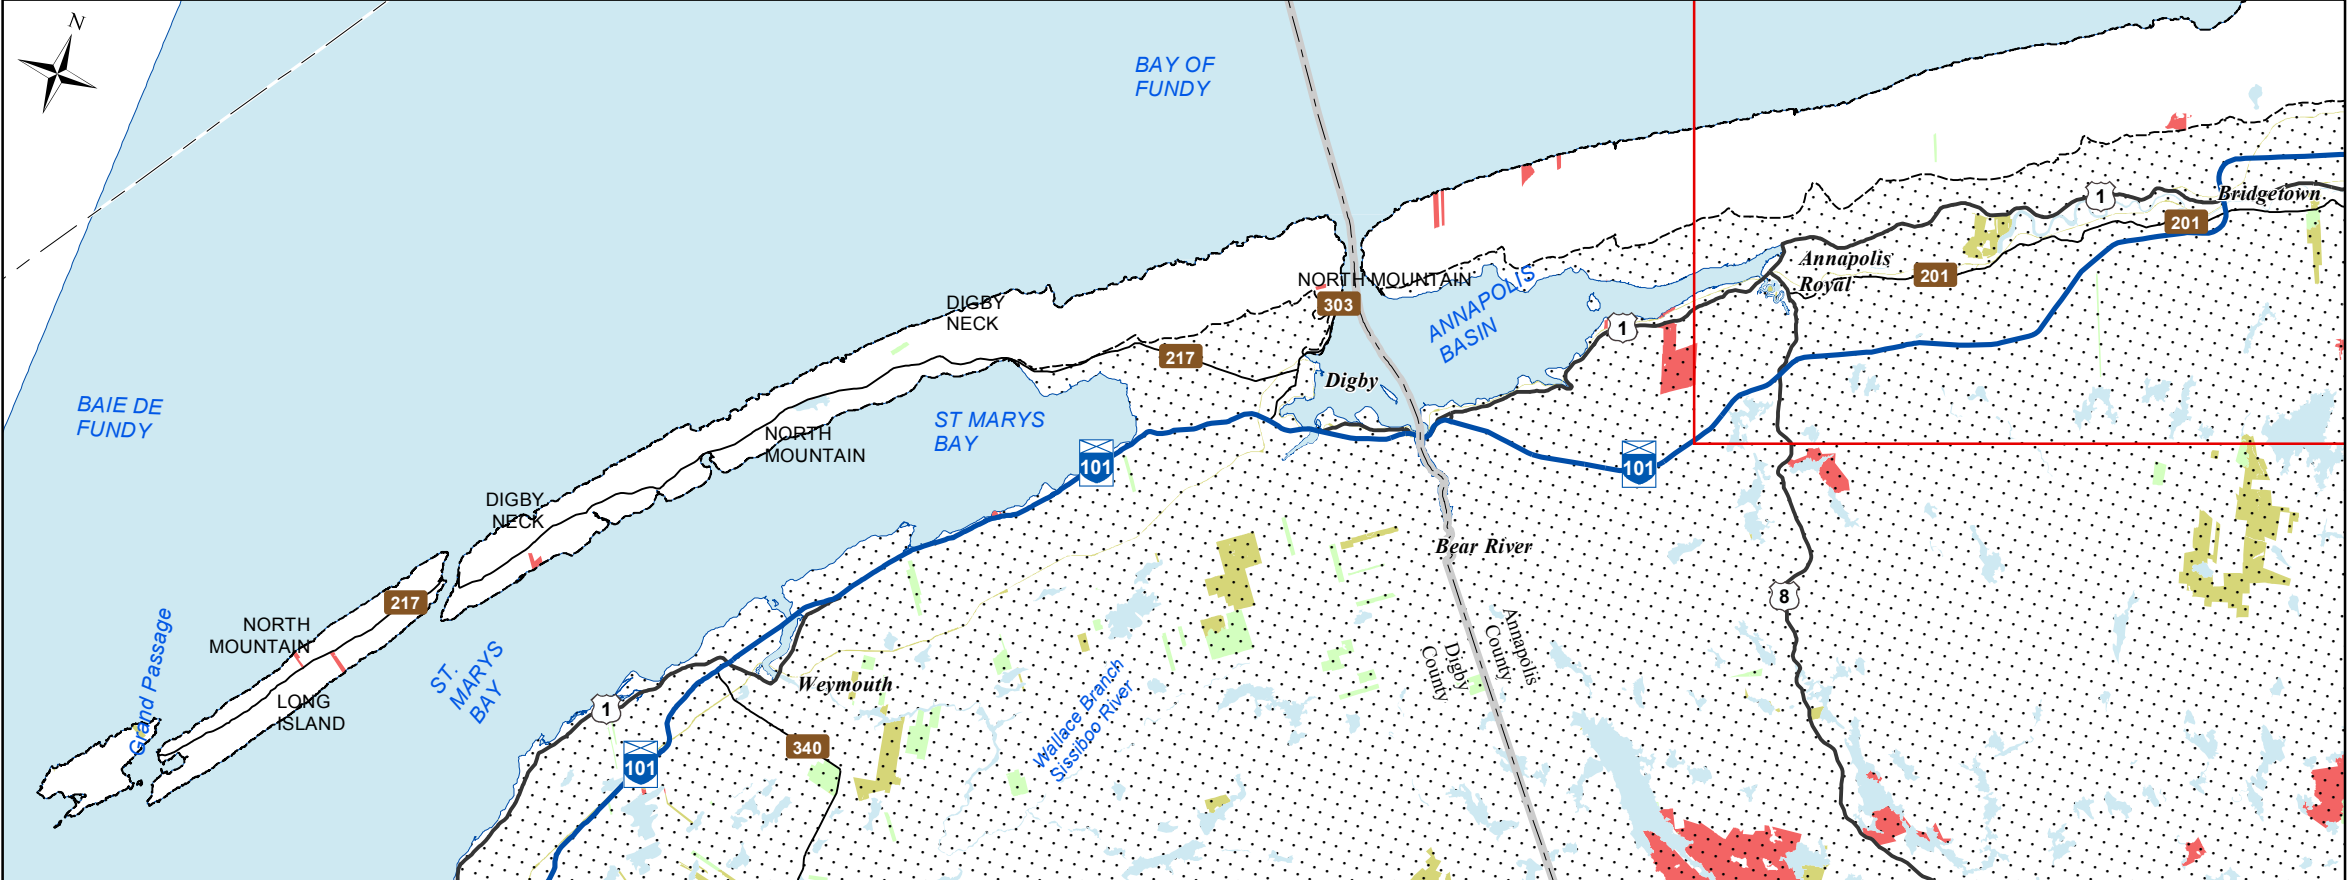 N
BAY OF
FUNDY
1
Bridgetown
201
Annapolis
Royal
201
NORTH MOUNTAIN
303
ANNAPOLIS
BASIN
1
DIGBY
NECK
217
Digby
BAIE DE
FUNDY
ST MARYS
BAY
NORTH
MOUNTAIN
101
101
DIGBY
NECK
Bear River
217
8
NORTH
MOUNTAIN
Grand Passage
ST.
MARYS
BAY
LONG
ISLAND
Annapolis
County
Digby
County
Weymouth
1
Wallace Branch
Sissiboo River
340
101